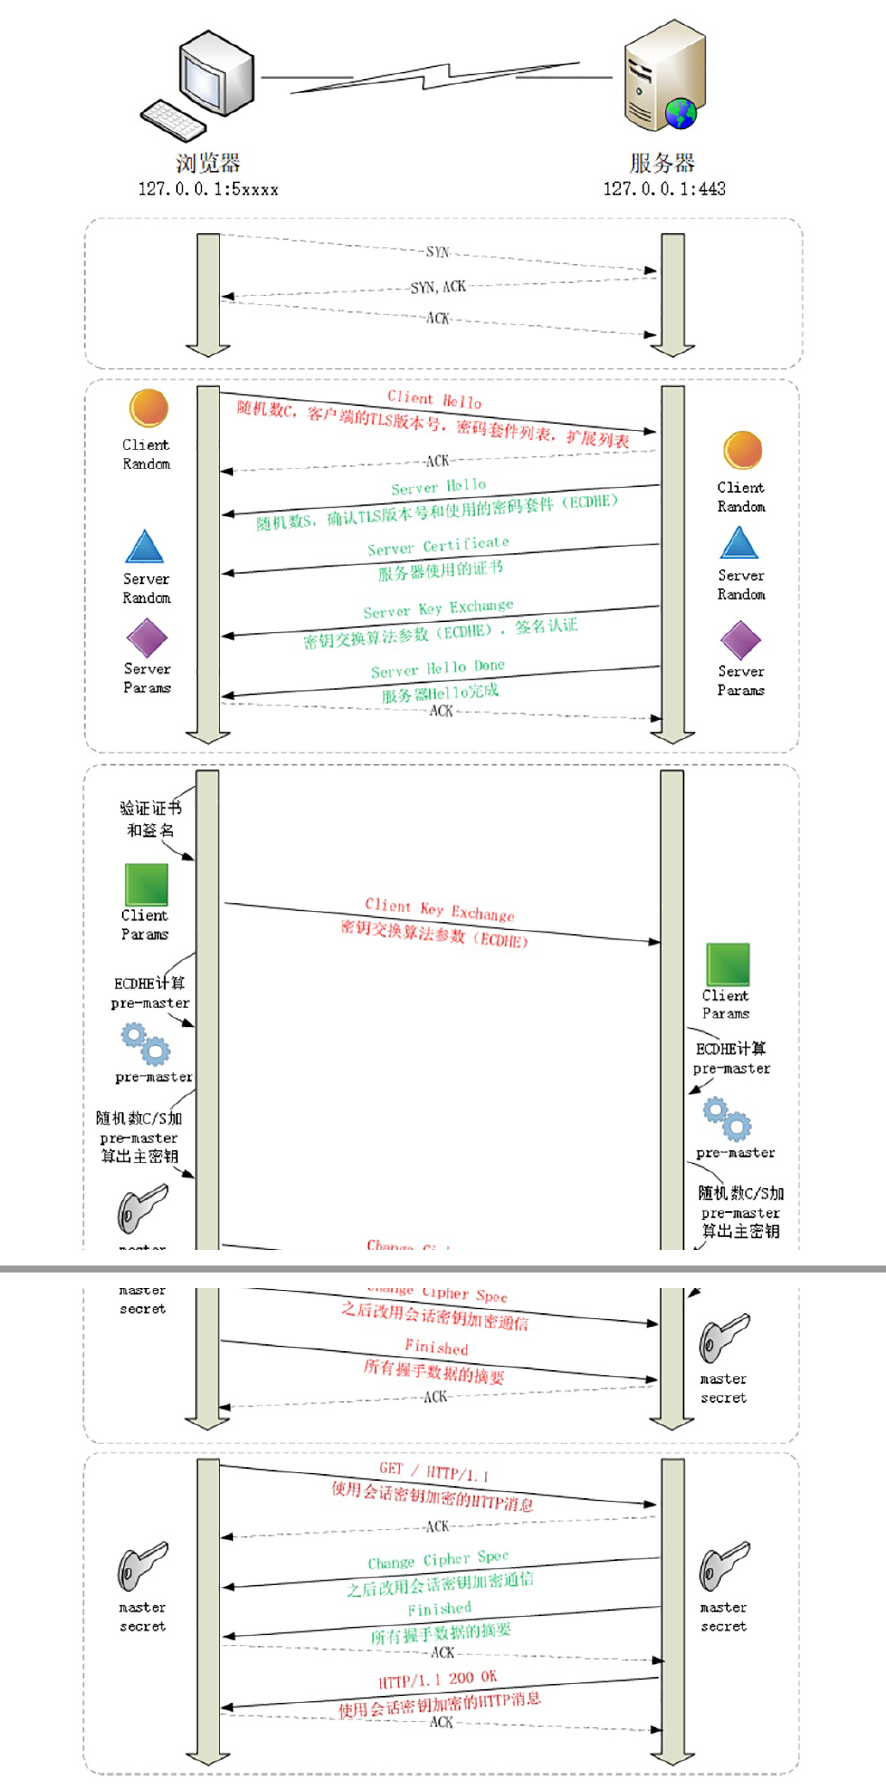 浏览器
127.0.0.1:5xxxx
服务器
127.0.0.1:443
SYN
SYN, ACK
ACK
Client
Random
Client Hello
随机数C，客户端的TLS版本号，密码套件列表，扩展列表
ACK
Client
Random
Server Hello
随机数S，确认TLS版本号和使用的密码套件（ECDHE）
Server
Random
Server Certificate
服务器使用的证书
Server
Random
Server Key Exchange
密钥交换算法参数（ECDHE），签名认证
Server
Params
Server Hello Done
服务器Hello完成
Server
Params
ACK
验证证书
和签名
Client
Params
Client Key Exchange
密钥交换算法参数（ECDHE）
Client
Params
ECDHE计算
pre-master
pre-master
ECDHE计算
pre-master
pre-master
随机数C/S加
pre-master
算出主密钥
随机数C/S加
pre-master
算出主密钥
master
Change Ci
master
secret
Change Cipher Spec
之后改用会话密钥加密通信
Finished
所有握手数据的摘要
ACK
master
secret
GET / HTTP/1.1
使用会话密钥加密的HTTP消息
ACK
master
secret
Change Cipher Spec
之后改用会话密钥加密通信
master
secret
Finished
所有握手数据的摘要
ACK
HTTP/1.1 200 OK
使用会话密钥加密的HTTP消息
ACK